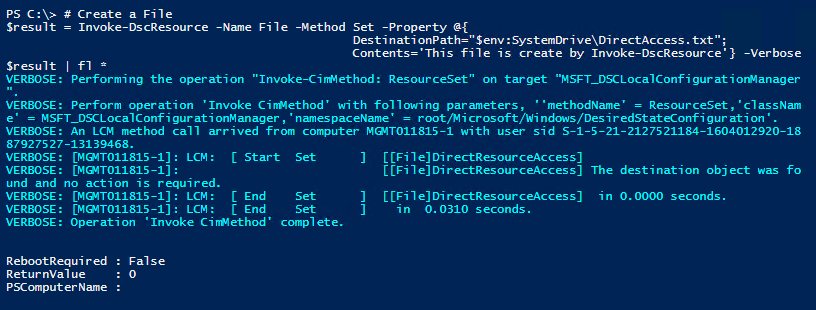 PS C:\> # Create a File
$result = Invoke-DscResource -Name File -Method Set -Property @{
DestinationPath="$env:SystemDrive\DirectAccess.txt";
Contents='This file is create by Invoke-DscResource'} -Verbose
$result | fl *
VERBOSE: Performing the operation "Invoke-CimMethod: ResourceSet" on target "MSFT_DSCLocalConfigurationManager
".
VERBOSE: Perform operation 'Invoke CimMethod' with following parameters, ''methodName' = ResourceSet,'classNam
e' = MSFT_DSCLocalConfigurationManager,'namespaceName' = root/Microsoft/Windows/DesiredStateConfiguration'.
VERBOSE: An LCM method call arrived from computer MGMT011815-1 with user sid S-1-5-21-2127521184-1604012920-18
87927527-13139468.
VERBOSE: [MGMT011815-1]: LCM:  [ Start  Set      ]  [[File]DirectResourceAccess]
VERBOSE: [MGMT011815-1]:                            [[File]DirectResourceAccess] The destination object was fo
und and no action is required.
VERBOSE: [MGMT011815-1]: LCM:  [ End    Set      ]  [[File]DirectResourceAccess]  in 0.0000 seconds.
VERBOSE: [MGMT011815-1]: LCM:  [ End    Set      ]    in  0.0310 seconds.
VERBOSE: Operation 'Invoke CimMethod' complete.
RebootRequired : False
ReturnValue    : 0
PSComputerName :